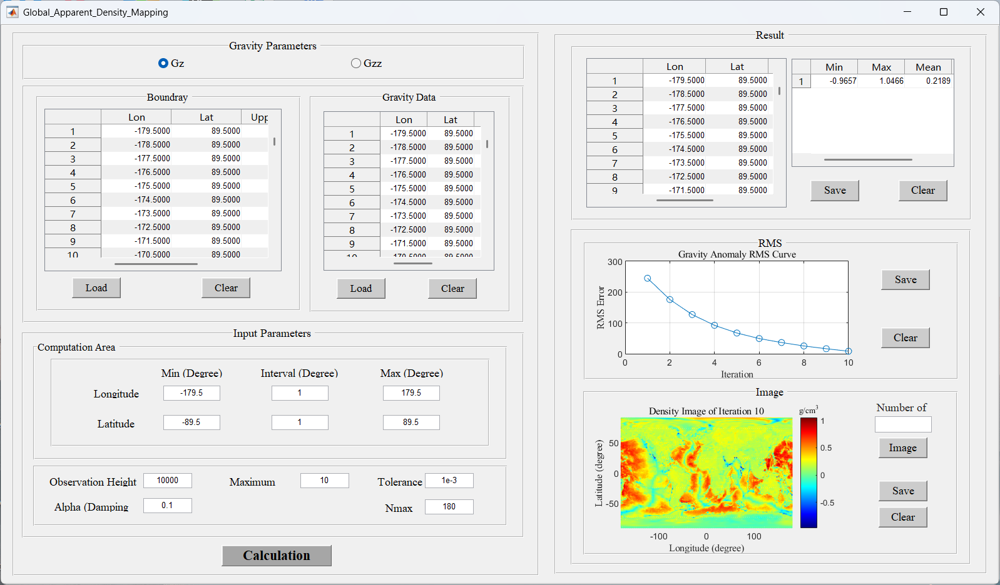 Global_Apparent_Density_Mapping
Gravity Parameters
Gz
Gzz
Boundray
Lon Lat Upp
1 -179.5000 89.5000
2 -178.5000 89.5000
3 -177.5000 89.5000
4 -176.5000 89.5000
5 -175.5000 89.5000
6 -174.5000 89.5000
7 -173.5000 89.5000
8 -172.5000 89.5000
9 -171.5000 89.5000
10 -170.5000 89.5000
Load
Clear
Gravity Data
Lon Lat
1 -179.5000 89.5000
2 -178.5000 89.5000
3 -177.5000 89.5000
4 -176.5000 89.5000
5 -175.5000 89.5000
6 -174.5000 89.5000
7 -173.5000 89.5000
8 -172.5000 89.5000
9 -171.5000 89.5000
10 -170.5000 89.5000
Load
Clear
Input Parameters
Computation Area
Min (Degree) Interval (Degree) Max (Degree)
Longitude -179.5 1 179.5
Latitude -89.5 1 89.5
Observation Height 10000 Maximum 10 Tolerance 1e-3
Alpha (Damping 0.1 Nmax 180
Calculation
Result
Lon Lat
1 -179.5000 89.5000
2 -178.5000 89.5000
3 -177.5000 89.5000
4 -176.5000 89.5000
5 -175.5000 89.5000
6 -174.5000 89.5000
7 -173.5000 89.5000
8 -172.5000 89.5000
9 -171.5000 89.5000
Min Max Mean
1 -0.9657 1.0466 0.2189
Save
Clear
RMS
Gravity Anomaly RMS Curve
RMS Error
300
200
100
0
0 2 4 6 8 10
Iteration
Save
Clear
Image
Density Image of Iteration 10
g/cm³
Latitude (degree)
50
0
-50
-100 0 100
Longitude (degree)
1
0.5
0
-0.5
Number of
Image
Save
Clear